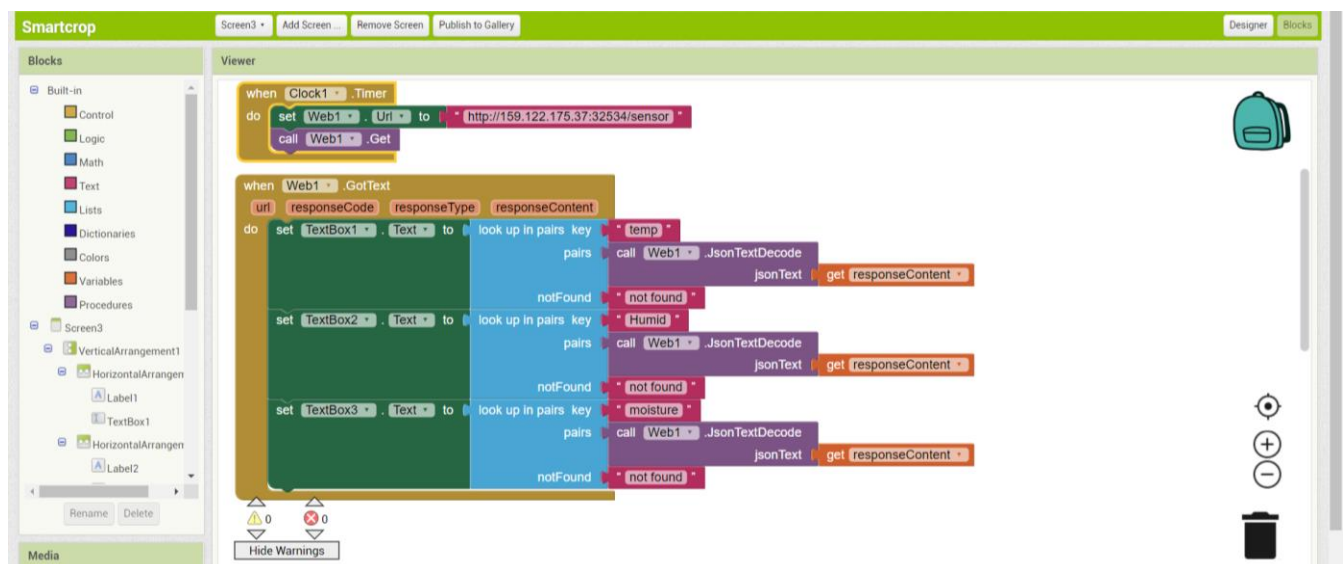 Smartcrop Screen3 Add Screen ... Remove Screen Publish to Gallery Designer Blocks
Blocks
Built-in
Control
Logic
Math
Text
Lists
Dictionaries
Colors
Variables
Procedures
Screen3
VerticalArrangement1
HorizontalArrangen
Label1
TextBox1
HorizontalArrangen
Label2
Rename Delete
Media
Viewer
when Clock1 .Timer
do set Web1 . Url to " http://159.122.175.37:32534/sensor "
call Web1 .Get
when Web1 .GotText
url responseCode responseType responseContent
do set TextBox1 . Text to look up in pairs key " temp "
pairs call Web1 .JsonTextDecode
jsonText get responseContent
notFound " not found "
set TextBox2 . Text to look up in pairs key " Humid "
pairs call Web1 .JsonTextDecode
jsonText get responseContent
notFound " not found "
set TextBox3 . Text to look up in pairs key " moisture "
pairs call Web1 .JsonTextDecode
jsonText get responseContent
notFound " not found "
0 0
Hide Warnings